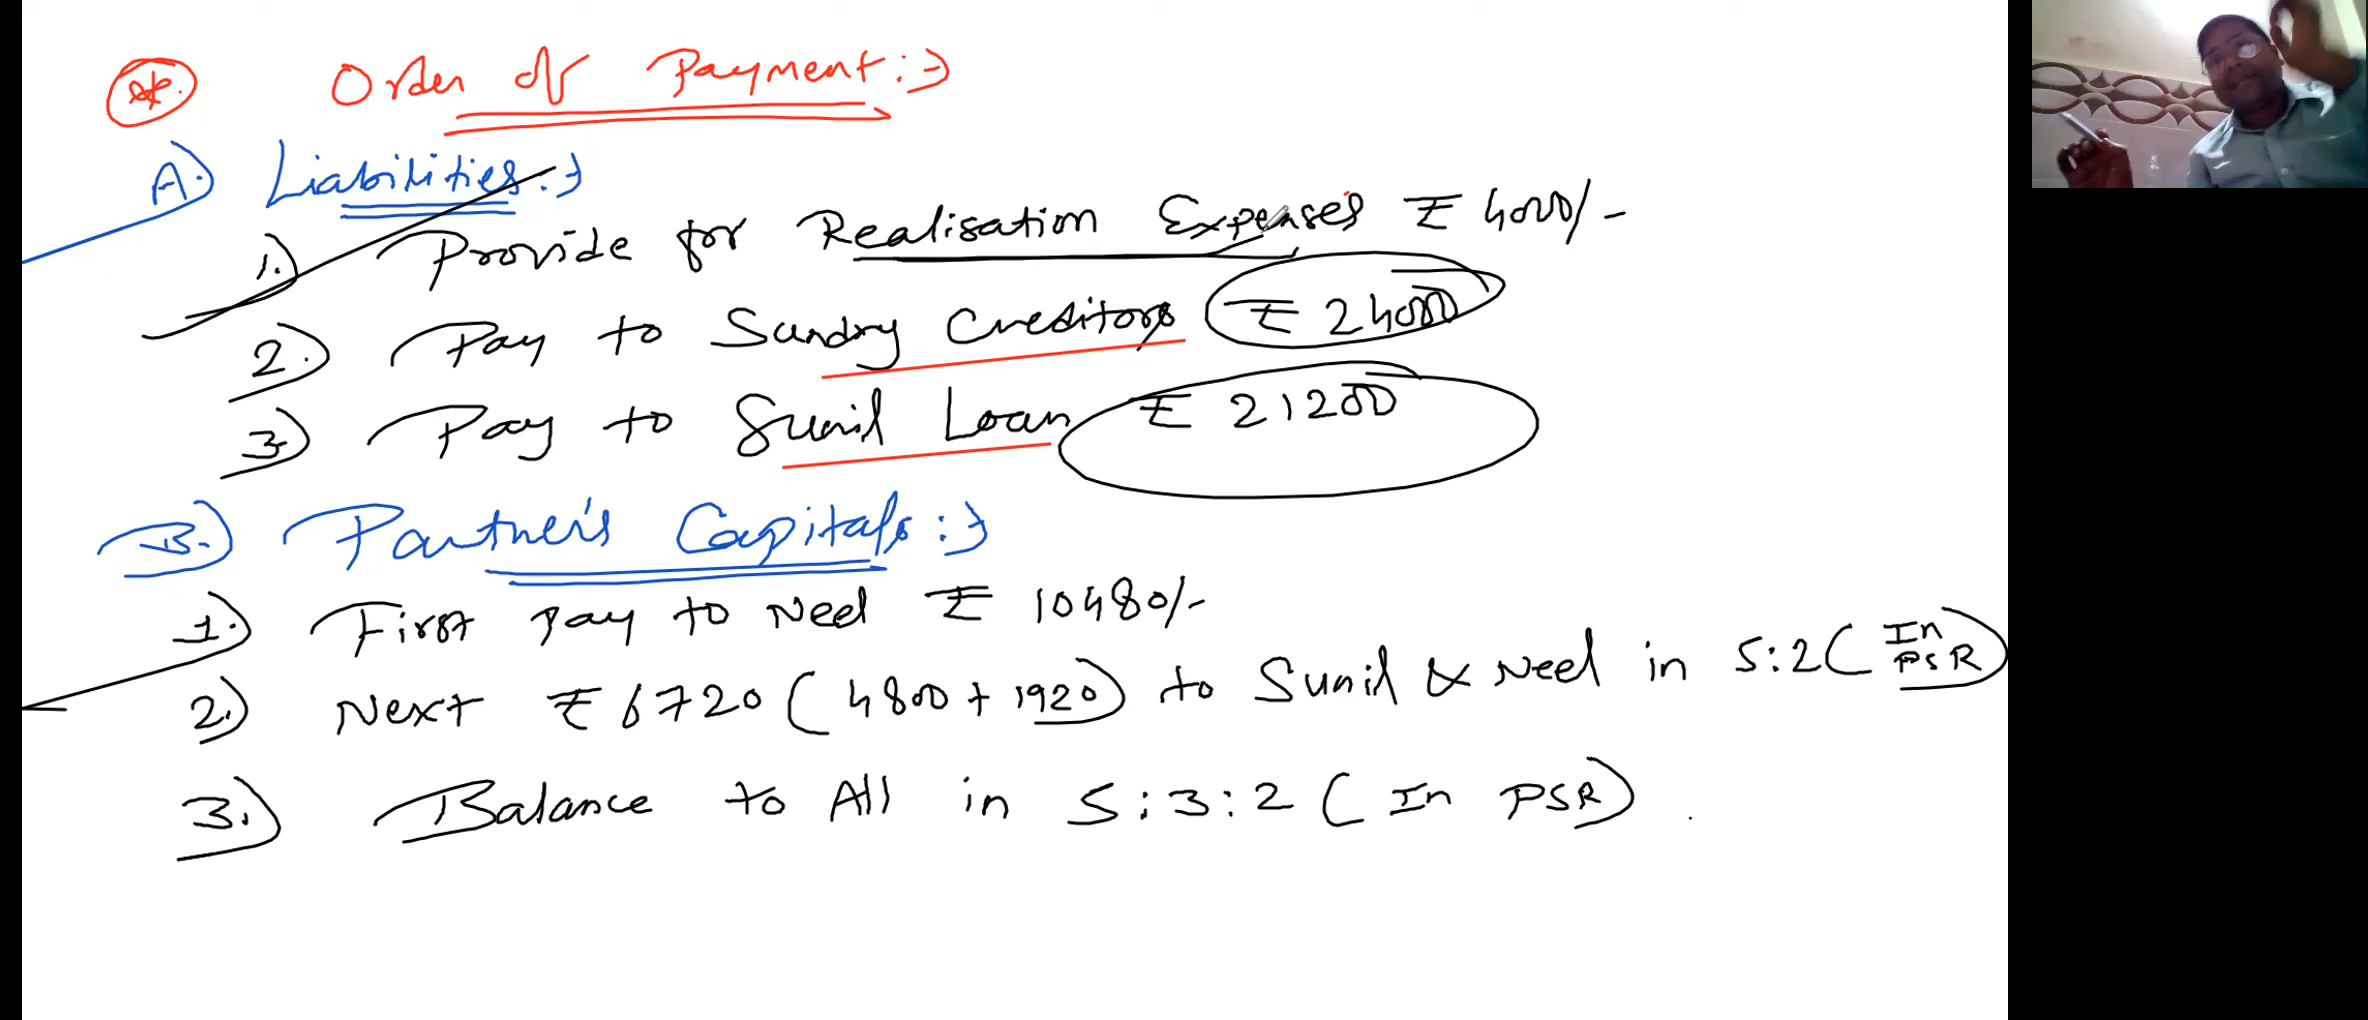 * Order of Payment:→
A.) Liabilities:→
1.) Provide for Realisation Expenses ₹ 4000/-
2.) Pay to Sundry Creditors ₹ 24000
3.) Pay to Sunil Loan ₹ 21200
B.) Partner's Capitals:→
1.) First pay to Neel ₹ 10480/-
2.) Next ₹ 6720 (4800 + 1920) to Sunil & Neel in 5:2 (In PSR)
3.) Balance to All in 5:3:2 (In PSR).